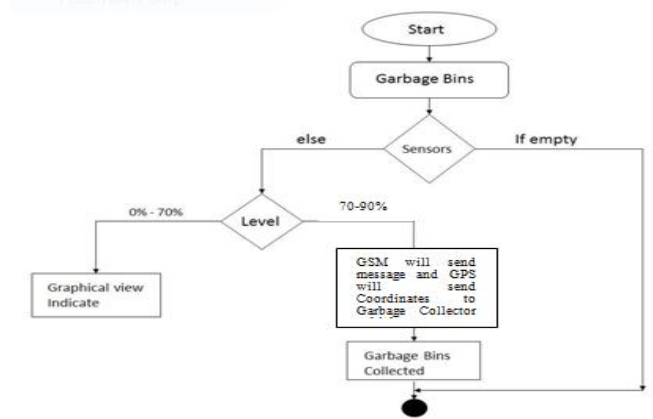 Start
Garbage Bins
Sensors
else
If empty
Level
0% - 70%
70-90%
Graphical view
Indicate
GSM will send
message and GPS
will send
Coordinates to
Garbage Collector
Garbage Bins
Collected